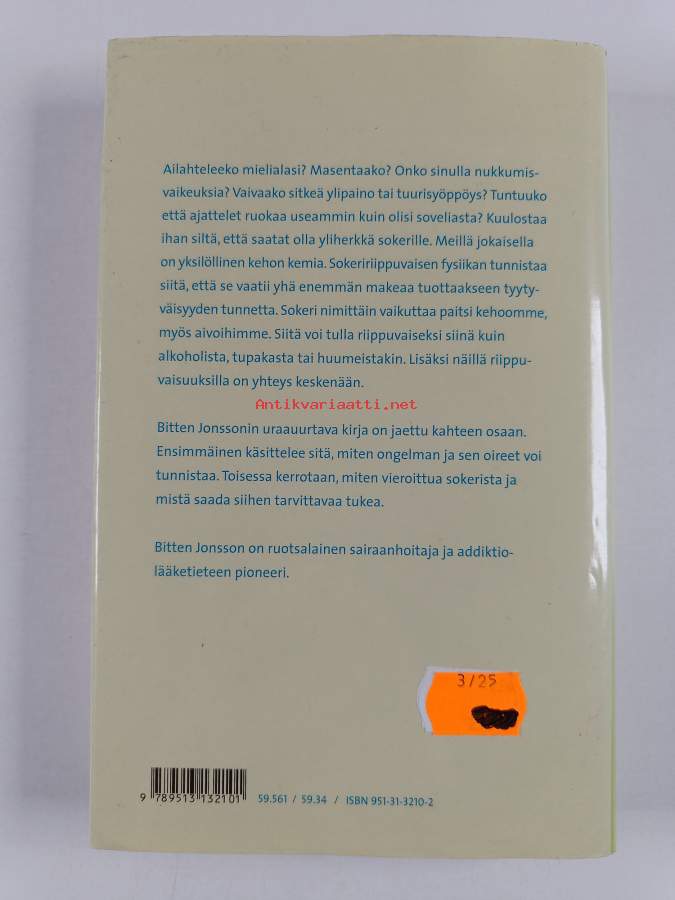 Ailahteleeko mielialasi? Masentaako? Onko sinulla nukkumis-
vaikeuksia? Vaivaako sitkeä ylipaino tai tuurisyöppöys? Tuntuuko
että ajattelet ruokaa useammin kuin olisi soveliasta? Kuulostaa
ihan siltä, että saatat olla yliherkkä sokerille. Meillä jokaisella
on yksilöllinen kehon kemia. Sokeririippuvaisen fysiikan tunnistaa
siitä, että se vaatii yhä enemmän makeaa tuottaakseen tyyty-
väisyyden tunnetta. Sokeri nimittäin vaikuttaa paitsi kehoomme,
myös aivoihimme. Siitä voi tulla riippuvaiseksi siinä kuin
alkoholista, tupakasta tai huumeistakin. Lisäksi näillä riippu-
vaisuuksilla on yhteys keskenään.
Antikvariaatti.net
Bitten Jonssonin uraauurtava kirja on jaettu kahteen osaan.
Ensimmäinen käsittelee sitä, miten ongelman ja sen oireet voi
tunnistaa. Toisessa kerrotaan, miten vieroittua sokerista ja
mistä saada siihen tarvittavaa tukea.
Bitten Jonsson on ruotsalainen sairaanhoitaja ja addiktio-
lääketieteen pioneeri.
3/25
9 789513 132101
59.561 / 59.34 / ISBN 951-31-3210-2